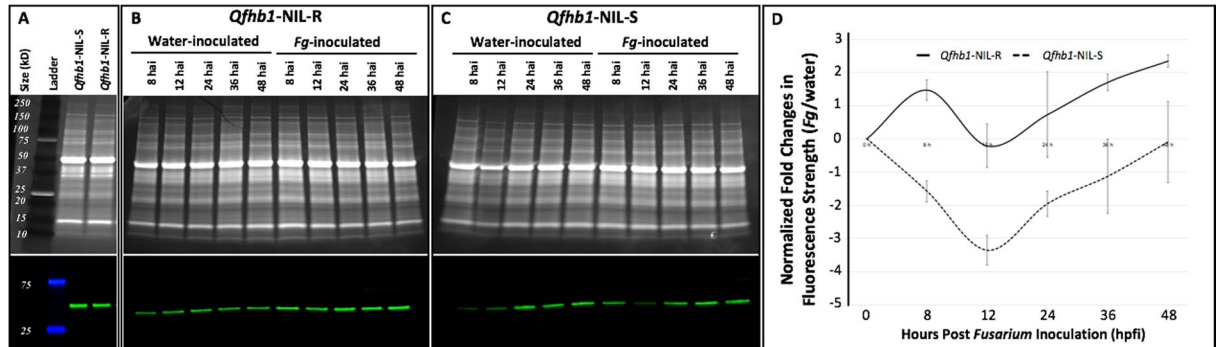 A
Size (kD)
Ladder
Qfhb1-NIL-S
Qfhb1-NIL-R
250
150
100
75
50
37
25
20
15
10
75
25
B
Qfhb1-NIL-R
Water-inoculated
Fg-inoculated
8 hai
12 hai
24 hai
36 hai
48 hai
8 hai
12 hai
24 hai
36 hai
48 hai
C
Qfhb1-NIL-S
Water-inoculated
Fg-inoculated
8 hai
12 hai
24 hai
36 hai
48 hai
8 hai
12 hai
24 hai
36 hai
48 hai
D
Normalized Fold Changes in
Fluorescence Strength (Fg/water)
Qfhb1-NIL-R
Qfhb1-NIL-S
3
2
1
0
-1
-2
-3
-4
-5
0 h
24 h
0
8
12
24
36
48
Hours Post Fusarium Inoculation (hpfi)